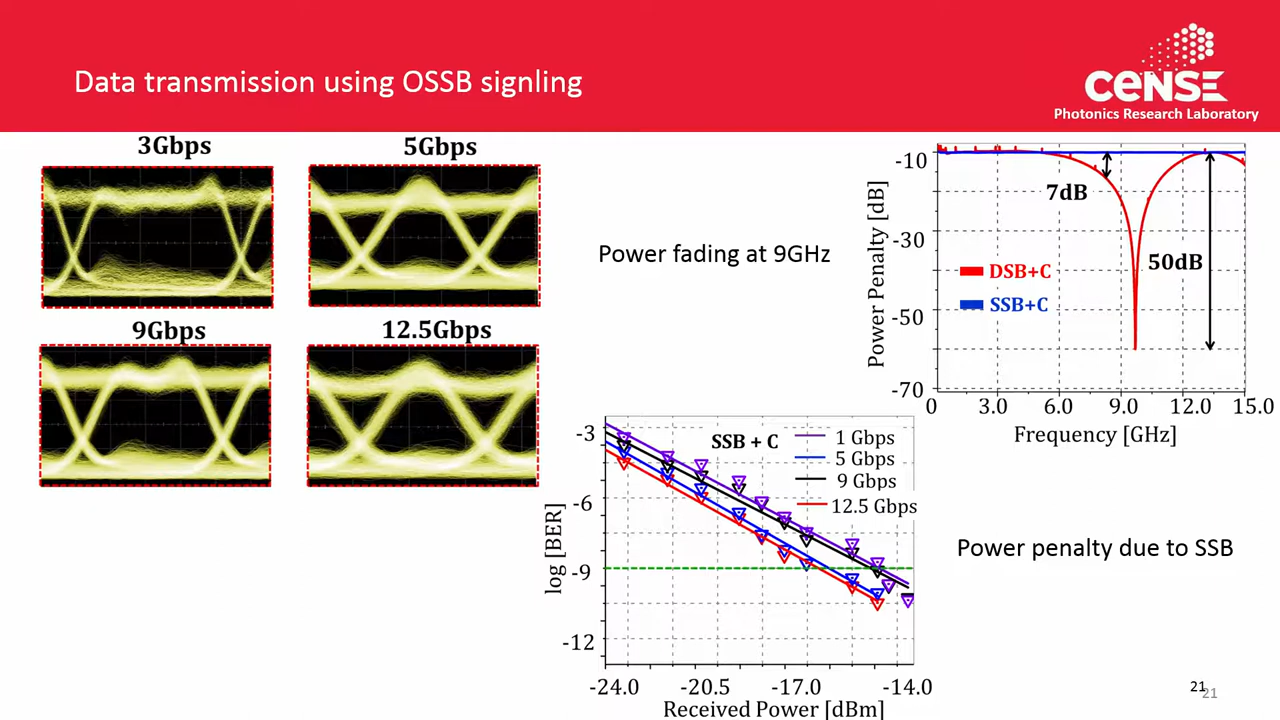 Data transmission using OSSB signling
CENSE
Photonics Research Laboratory
3Gbps
5Gbps
9Gbps
12.5Gbps
Power fading at 9GHz
Power Penalty [dB]
-10
-30
-50
-70
7dB
50dB
DSB+C
SSB+C
0 3.0 6.0 9.0 12.0 15.0
Frequency [GHz]
log [BER]
-3
-6
-9
-12
SSB + C
1 Gbps
5 Gbps
9 Gbps
12.5 Gbps
-24.0 -20.5 -17.0 -14.0
Received Power [dBm]
Power penalty due to SSB
21
21